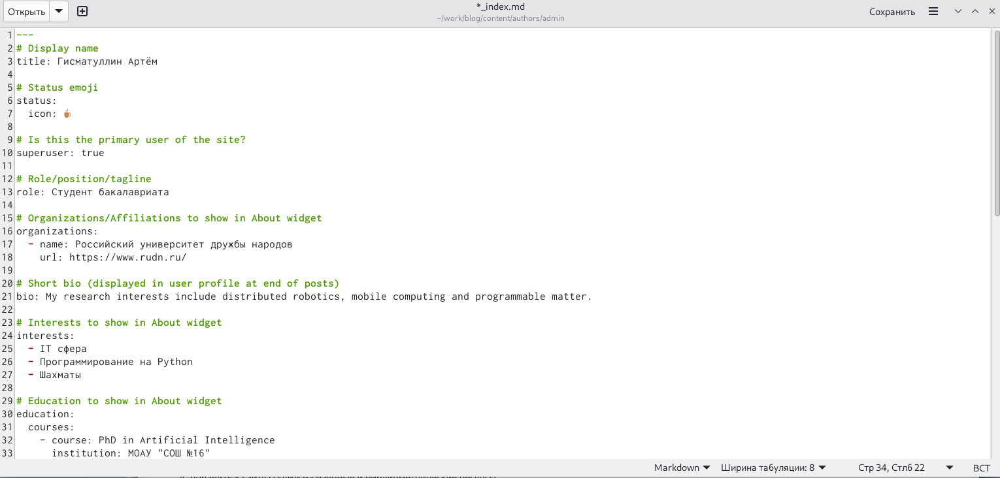 Открыть
*_index.md
~/work/blog/content/authors/admin
Сохранить
1 ---
2 # Display name
3 title: Гисматуллин Артём
4
5 # Status emoji
6 status:
7   icon: ☕
8
9 # Is this the primary user of the site?
10 superuser: true
11
12 # Role/position/tagline
13 role: Студент бакалавриата
14
15 # Organizations/Affiliations to show in About widget
16 organizations:
17   - name: Российский университет дружбы народов
18     url: https://www.rudn.ru/
19
20 # Short bio (displayed in user profile at end of posts)
21 bio: My research interests include distributed robotics, mobile computing and programmable matter.
22
23 # Interests to show in About widget
24 interests:
25   - IT сфера
26   - Программирование на Python
27   - Шахматы
28
29 # Education to show in About widget
30 education:
31   courses:
32     - course: PhD in Artificial Intelligence
33       institution: МОАУ "СОШ №16"
Markdown Ширина табуляции: 8 Стр 34, Стлб 22 ВСТ